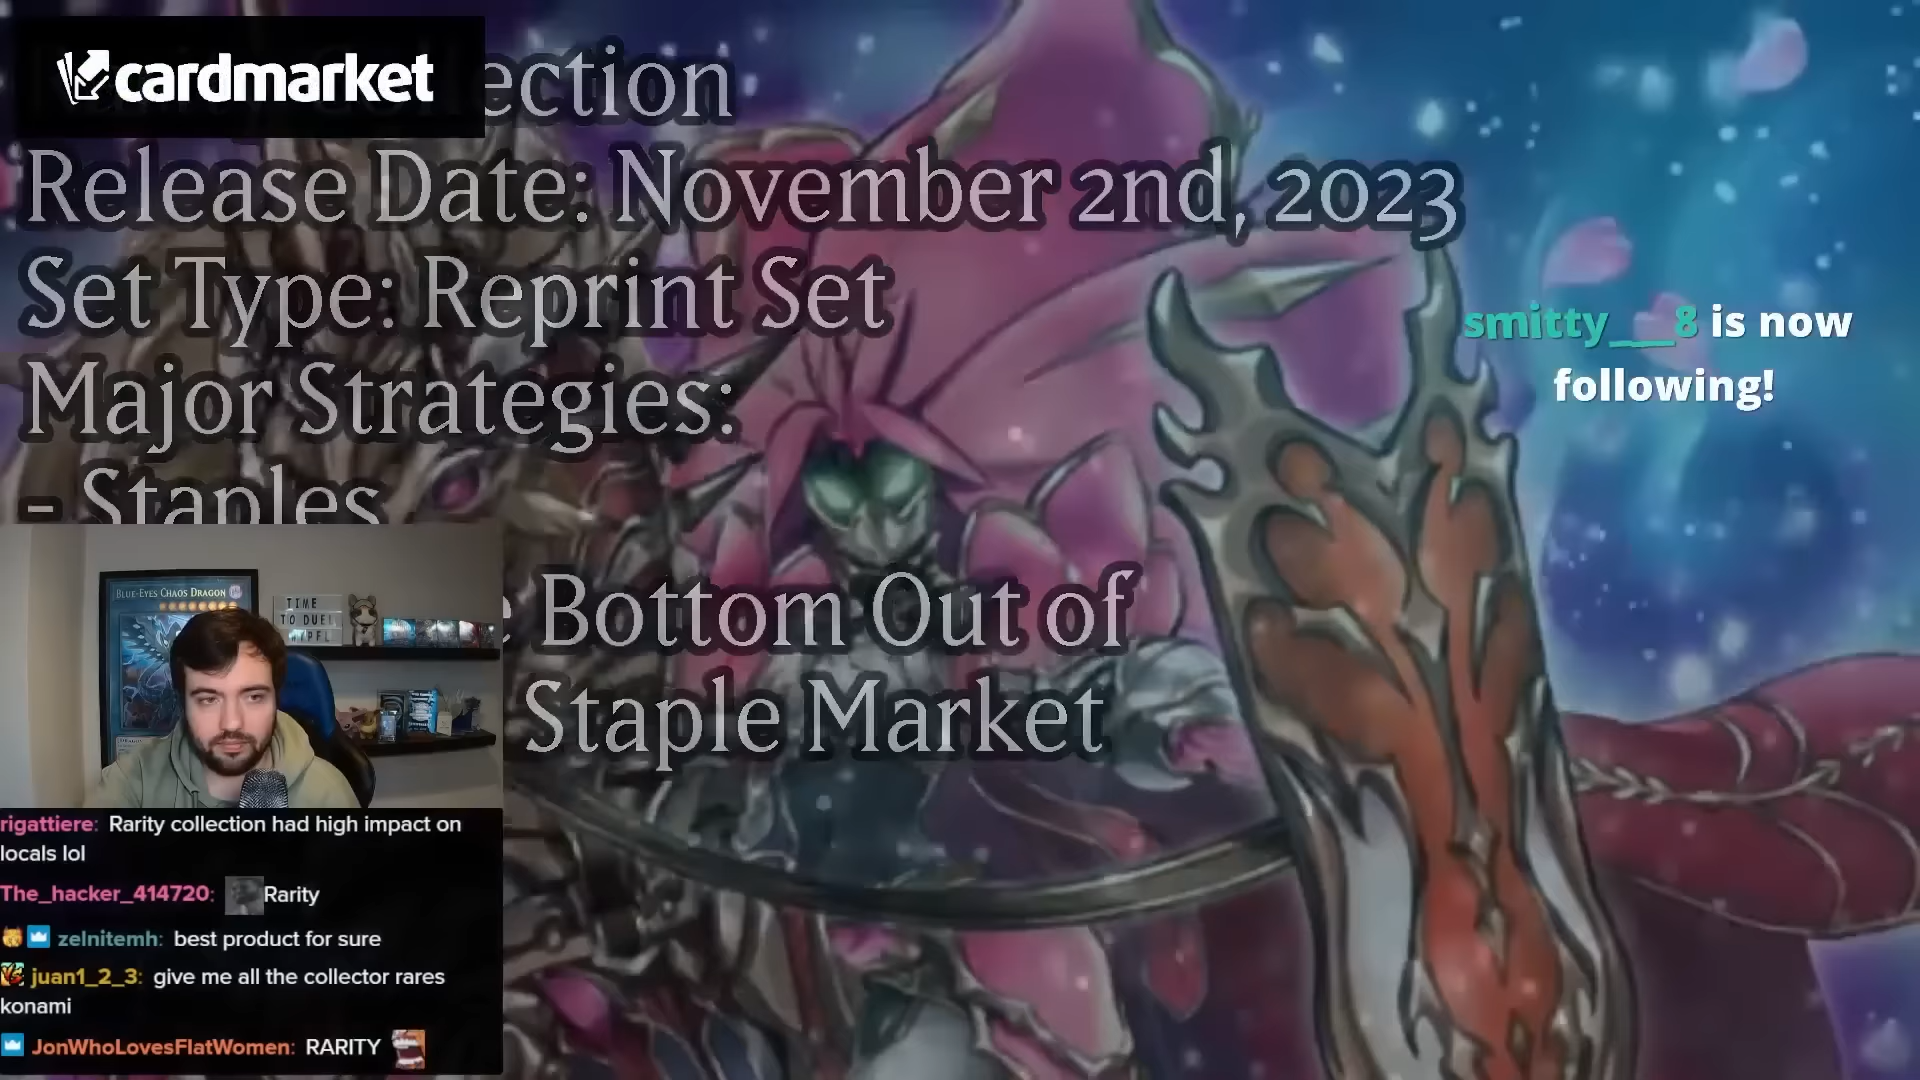 cardmarket
ection
Release Date: November 2nd, 2023
Set Type: Reprint Set
smitty___8 is now
following!
Major Strategies:
- Staples
BLUE-EYES CHAOS DRAGON
TIME
TO DUEL
Bottom Out of
Staple Market
rigattiere: Rarity collection had high impact on
locals lol
The_hacker_414720: Rarity
zelnitemh: best product for sure
juan1_2_3: give me all the collector rares
konami
JonWhoLovesFlatWomen: RARITY